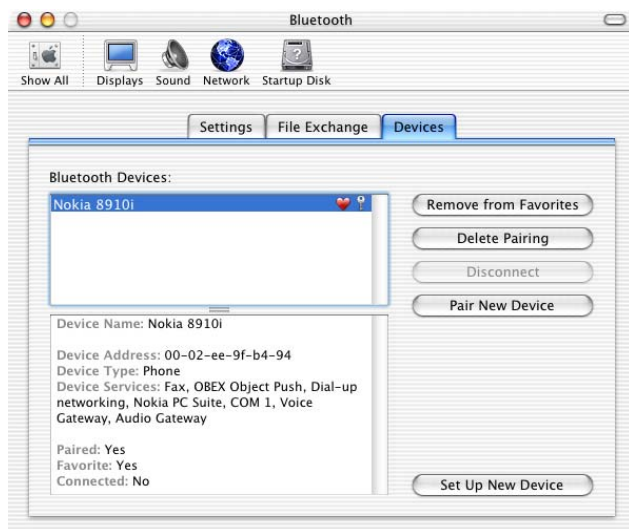 Bluetooth
Show All Displays Sound Network Startup Disk
Settings File Exchange Devices
Bluetooth Devices:
Nokia 8910i
Remove from Favorites
Delete Pairing
Disconnect
Pair New Device
Device Name: Nokia 8910i
Device Address: 00-02-ee-9f-b4-94
Device Type: Phone
Device Services: Fax, OBEX Object Push, Dial-up
networking, Nokia PC Suite, COM 1, Voice
Gateway, Audio Gateway
Paired: Yes
Favorite: Yes
Connected: No
Set Up New Device